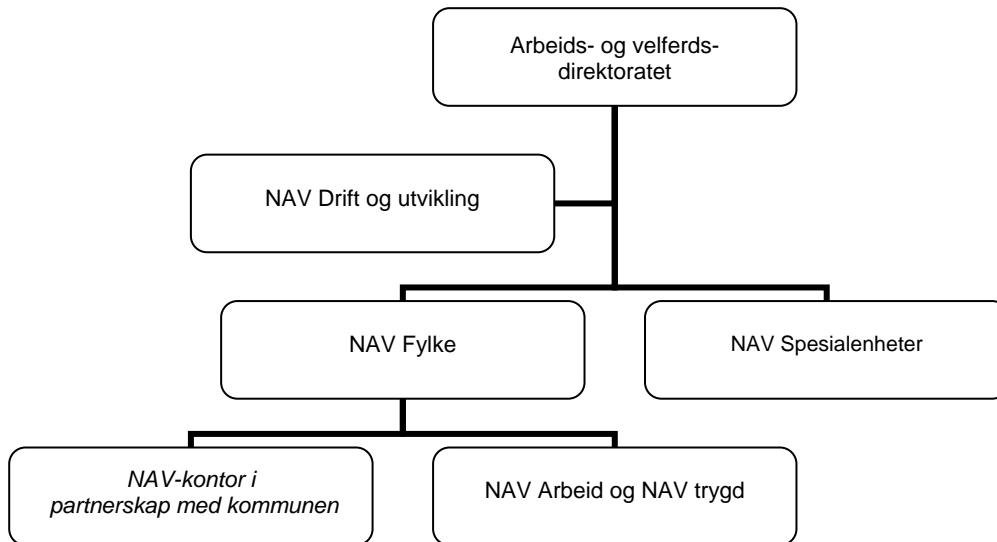 Arbeids- og velferds-
direktoratet
NAV Drift og utvikling
NAV Fylke
NAV Spesialenheter
NAV-kontor i
partnerskap med kommunen
NAV Arbeid og NAV trygd